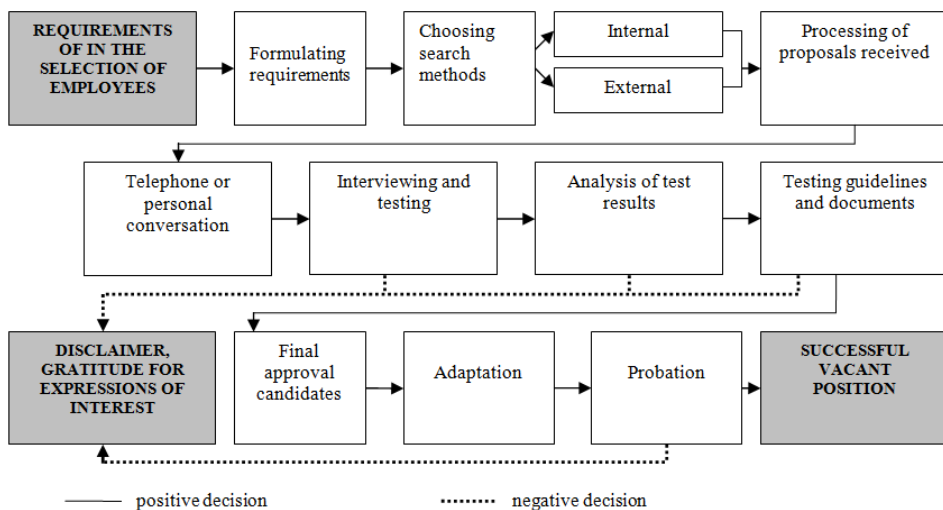 REQUIREMENTS
OF IN THE
SELECTION OF
EMPLOYEES
Formulating
requirements
Choosing
search
methods
Internal
External
Processing of
proposals received
Telephone or
personal
conversation
Interviewing and
testing
Analysis of test
results
Testing guidelines
and documents
DISCLAIMER,
GRATITUDE FOR
EXPRESSIONS OF
INTEREST
Final
approval
candidates
Adaptation
Probation
SUCCESSFUL
VACANT
POSITION
positive decision
negative decision